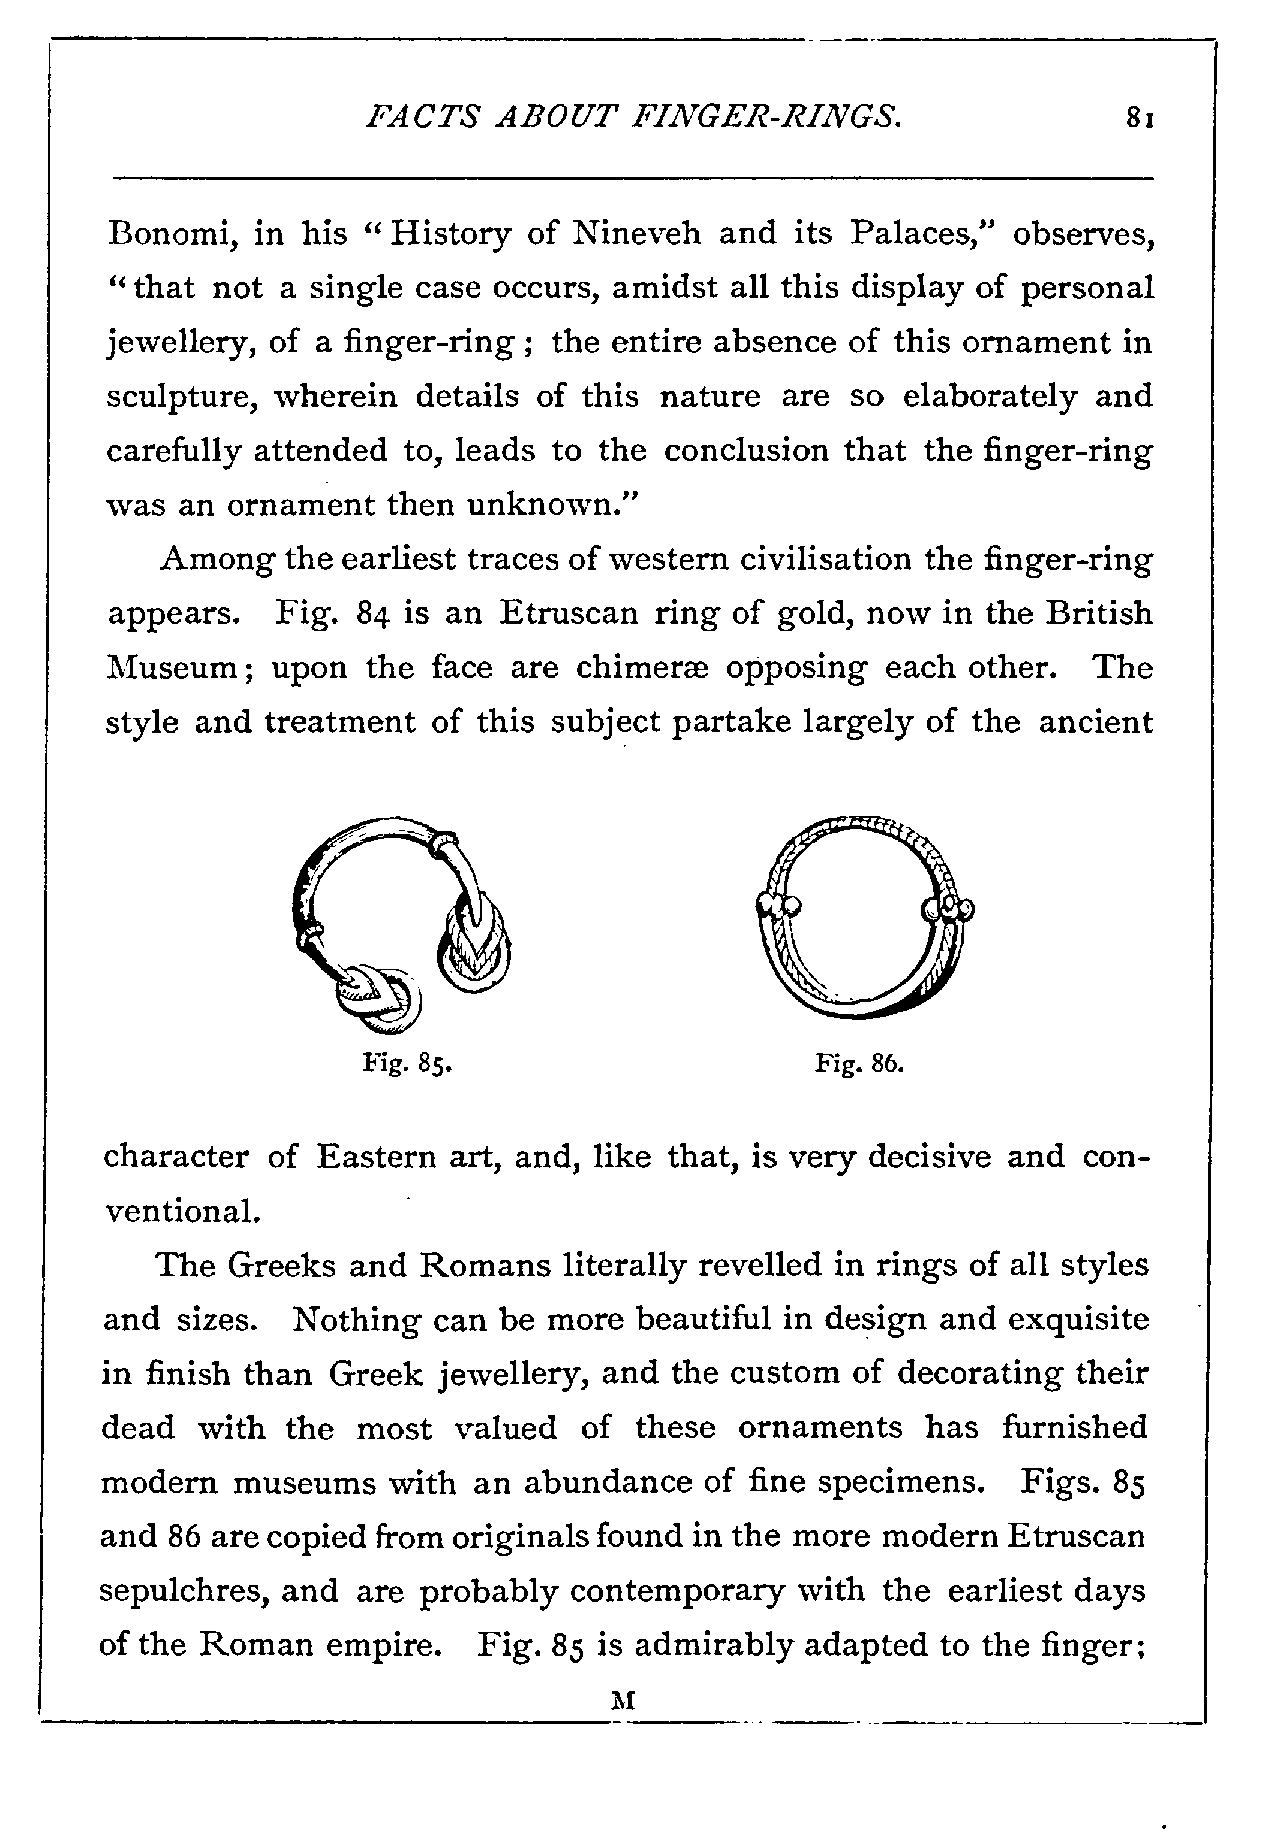 FACTS ABOUT FINGER-RINGS. 81
Bonomi, in his “ History of Nineveh and its Palaces,” observes,
“ that not a single case occurs, amidst all this display of personal
jewellery, of a finger-ring ; the entire absence of this ornament in
sculpture, wherein details of this nature are so elaborately and
carefully attended to, leads to the conclusion that the finger-ring
was an ornament then unknown.”
Among the earliest traces of western civilisation the finger-ring
appears. Fig. 84 is an Etruscan ring of gold, now in the British
Museum ; upon the face are chimeræ opposing each other. The
style and treatment of this subject partake largely of the ancient
Fig. 85. Fig. 86.
character of Eastern art, and, like that, is very decisive and con-
ventional.
The Greeks and Romans literally revelled in rings of all styles
and sizes. Nothing can be more beautiful in design and exquisite
in finish than Greek jewellery, and the custom of decorating their
dead with the most valued of these ornaments has furnished
modern museums with an abundance of fine specimens. Figs. 85
and 86 are copied from originals found in the more modern Etruscan
sepulchres, and are probably contemporary with the earliest days
of the Roman empire. Fig. 85 is admirably adapted to the finger;
M